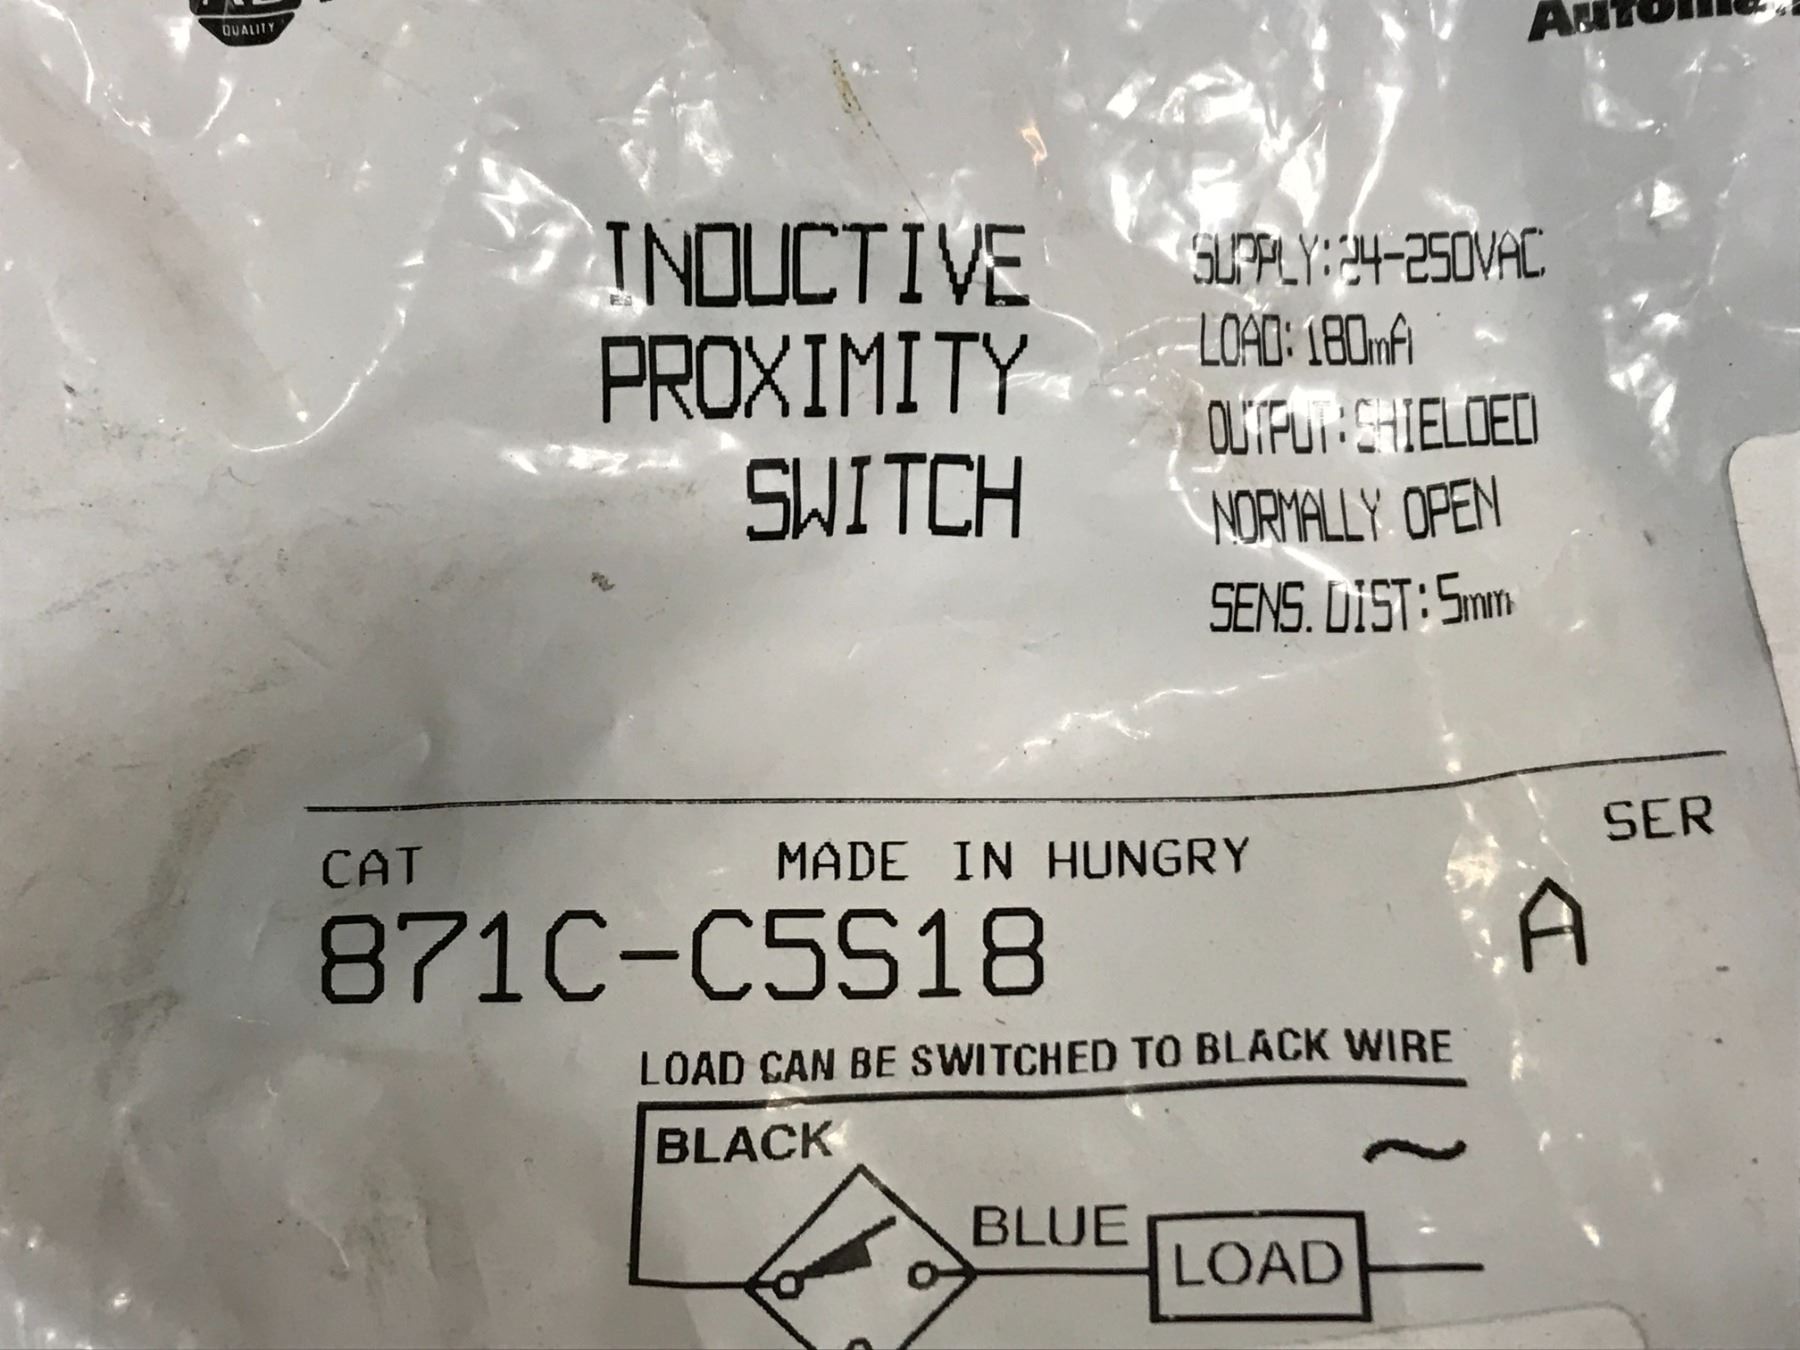 QUALITY
INDUCTIVE
PROXIMITY
SWITCH
SUPPLY: 24-250VAC
LOAD: 180mA
OUTPUT: SHIELDED
NORMALLY OPEN
SENS. DIST: 5mm
SER
CAT
MADE IN HUNGRY
871C-C5S18
A
LOAD CAN BE SWITCHED TO BLACK WIRE
BLACK
~
BLUE
LOAD